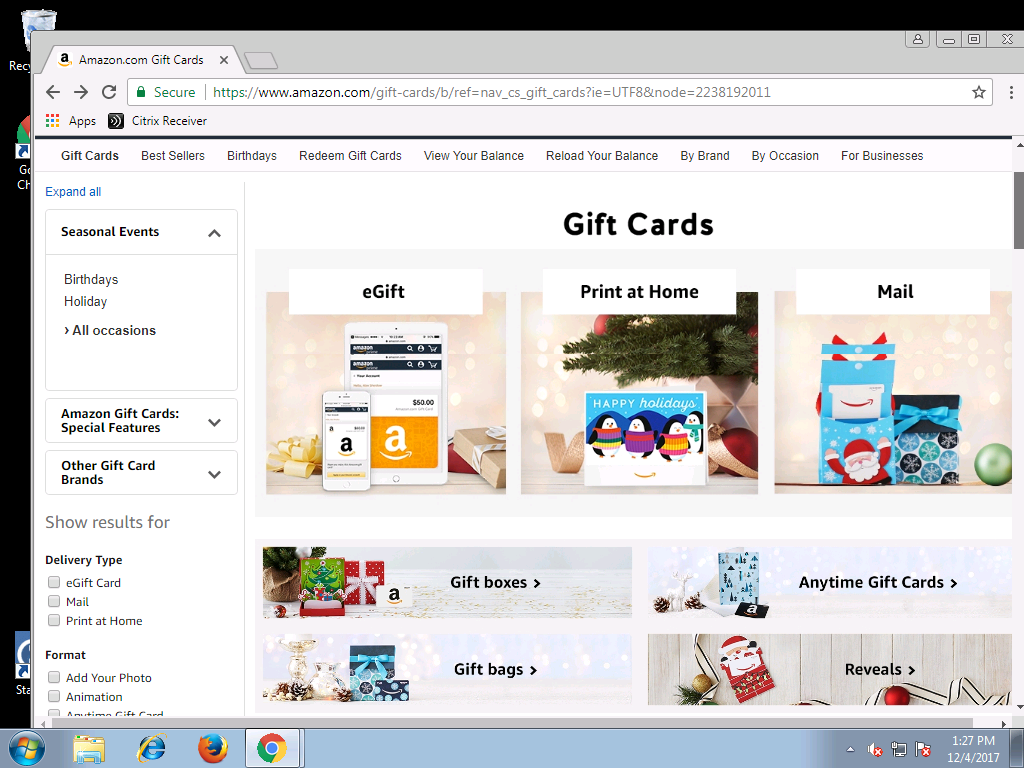 Amazon.com Gift Cards
Secure
https://www.amazon.com/gift-cards/b/ref=nav_cs_gift_cards?ie=UTF8&node=2238192011
Apps
Citrix Receiver
Gift Cards
Best Sellers
Birthdays
Redeem Gift Cards
View Your Balance
Reload Your Balance
By Brand
By Occasion
For Businesses
Expand all
Seasonal Events
Birthdays
Holiday
› All occasions
Amazon Gift Cards:
Special Features
Other Gift Card
Brands
Show results for
Delivery Type
eGift Card
Mail
Print at Home
Format
Add Your Photo
Animation
Anytime Gift Card
Gift Cards
eGift
amazon
amazon
$50.00
Print at Home
HAPPY holidays
Mail
Gift boxes ›
Anytime Gift Cards ›
Gift bags ›
Reveals ›
1:27 PM
12/4/2017